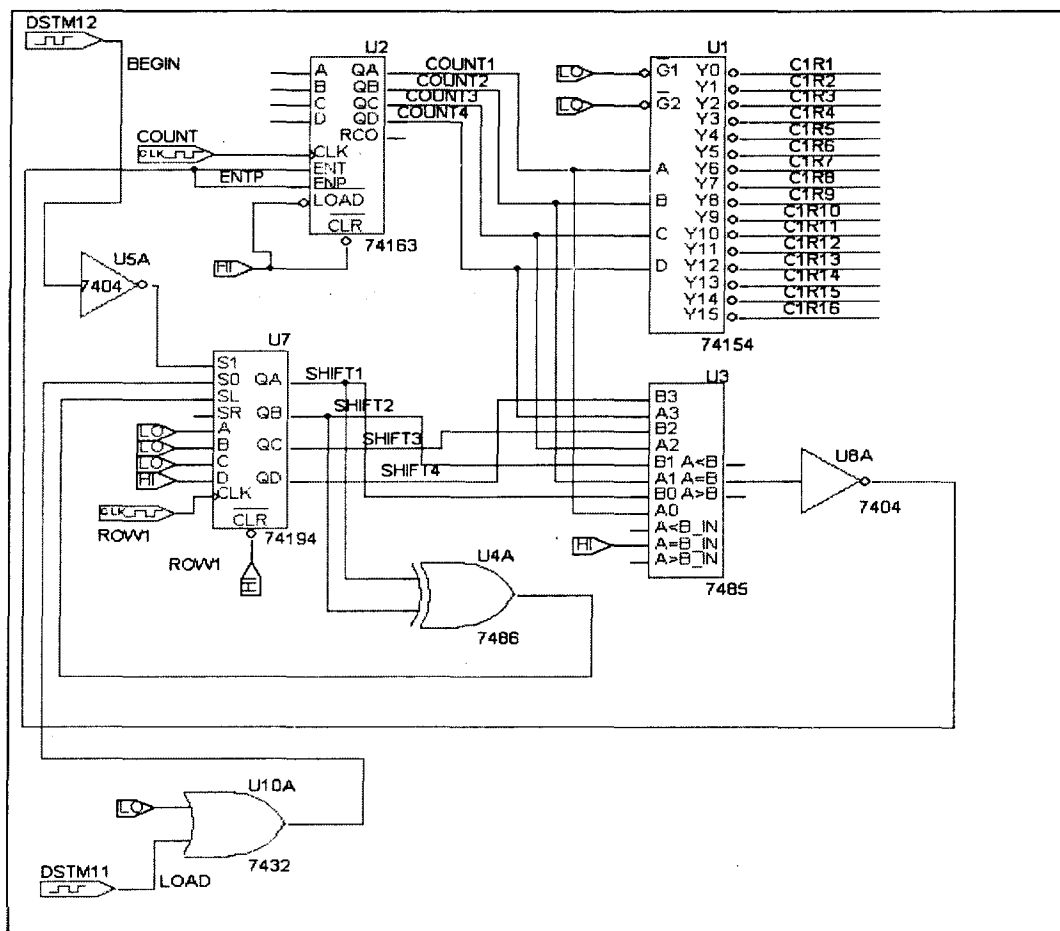 DSTM12
BEGIN
U2
A QA COUNT1
B QB COUNT2
C QC COUNT3
D QD COUNT4
RCO
COUNT
CLK
CLK
ENTP
ENT
ENP
LOAD
CLR
74163
HI
U1
LO
G1 Y0 C1R1
Y1 C1R2
LO
G2 Y2 C1R3
Y3 C1R4
Y4 C1R5
Y5 C1R6
A Y6 C1R7
Y7 C1R8
B Y8 C1R9
Y9 C1R10
C Y10 C1R11
Y11 C1R12
D Y12 C1R13
Y13 C1R14
Y14 C1R15
Y15 C1R16
74154
U5A
7404
U7
S1
S0 QA SHIFT1
SL
SR QB SHIFT2
LO A
LO B QC SHIFT3
LO C
HI D QD SHIFT4
CLK
CLK
CLR
ROW1
74194
ROW1
HI
U3
B3
A3
B2
A2
B1 A<B
A1 A=B
B0 A>B
A0
A<B_IN
HI A=B_IN
A>B_IN
7485
U8A
7404
U4A
7486
U10A
LO
7432
DSTM11
LOAD